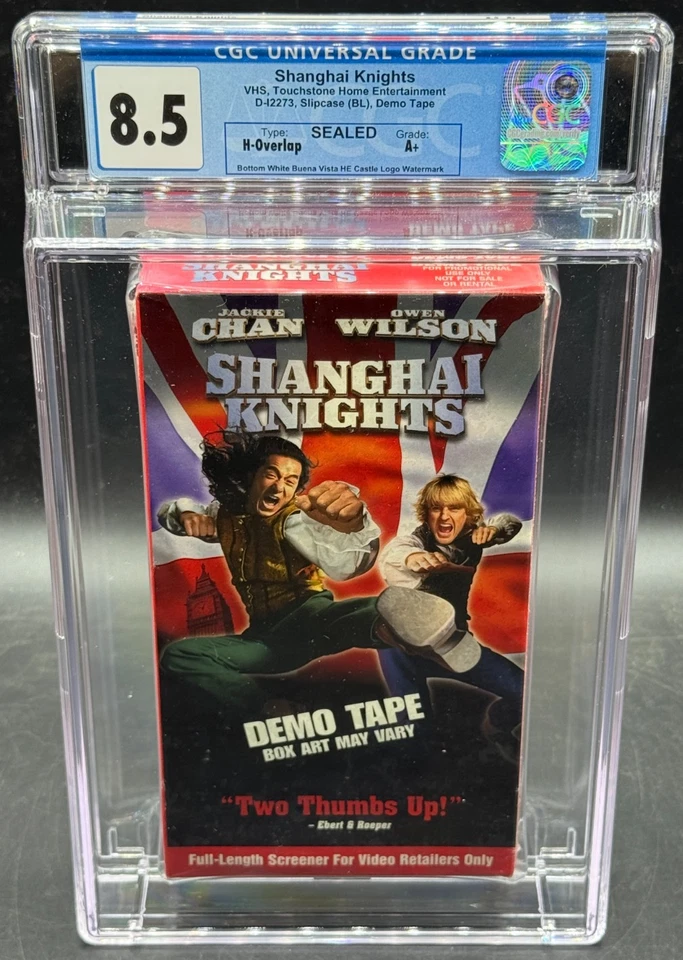 CGC UNIVERSAL GRADE
8.5
Shanghai Knights
VHS, Touchstone Home Entertainment
D-I2273, Slipcase (BL), Demo Tape
Type: SEALED Grade:
H-Overlap A+
Bottom White Buena Vista HE Castle Logo Watermark
CGC
SHANGHAI
KNIGHTS
FOR PROMOTIONAL
USE ONLY
NOT FOR SALE
OR RENTAL
JACKIE OWEN
CHAN WILSON
SHANGHAI
KNIGHTS
DEMO TAPE
BOX ART MAY VARY
“Two Thumbs Up!”
– Ebert & Roeper
Full-Length Screener For Video Retailers Only